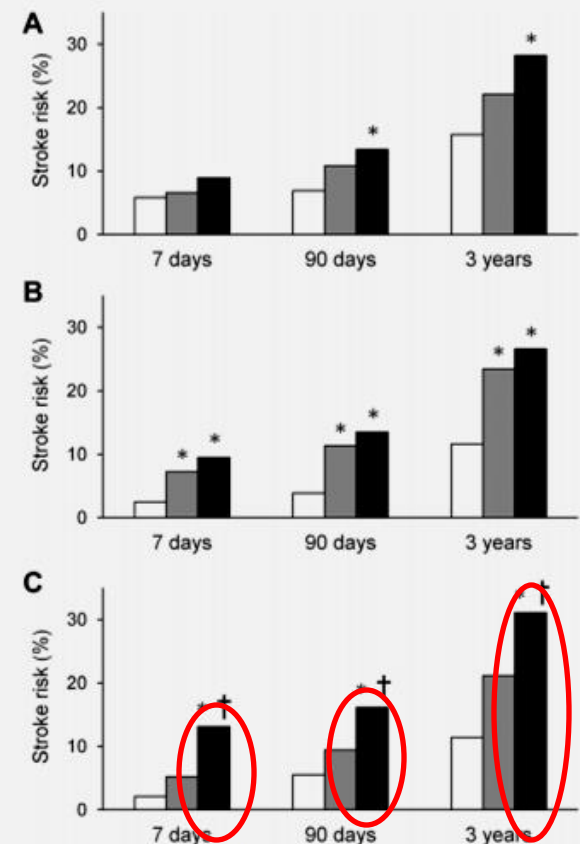 A
Stroke risk (%)
30
20
10
0
*
*
7 days
90 days
3 years
B
Stroke risk (%)
30
20
10
0
*
*
*
*
*
*
7 days
90 days
3 years
C
Stroke risk (%)
30
20
10
0
* †
* †
* †
7 days
90 days
3 years